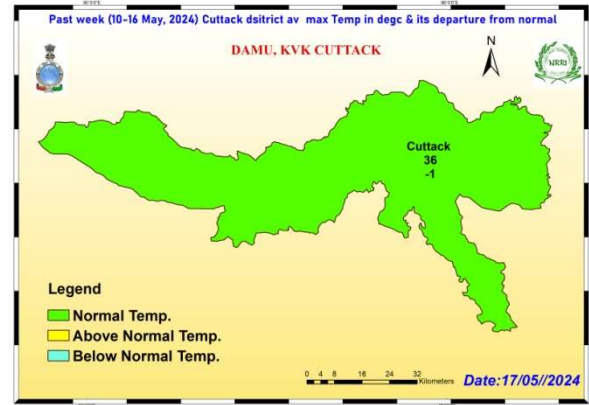 Past week (10-16 May, 2024) Cuttack dsitrict av max Temp in degc & its departure from normal
DAMU, KVK CUTTACK
N
NRRI
Cuttack
36
-1
Legend
Normal Temp.
Above Normal Temp.
Below Normal Temp.
0 4 8 16 24 32
Kilometers
Date:17/05//2024